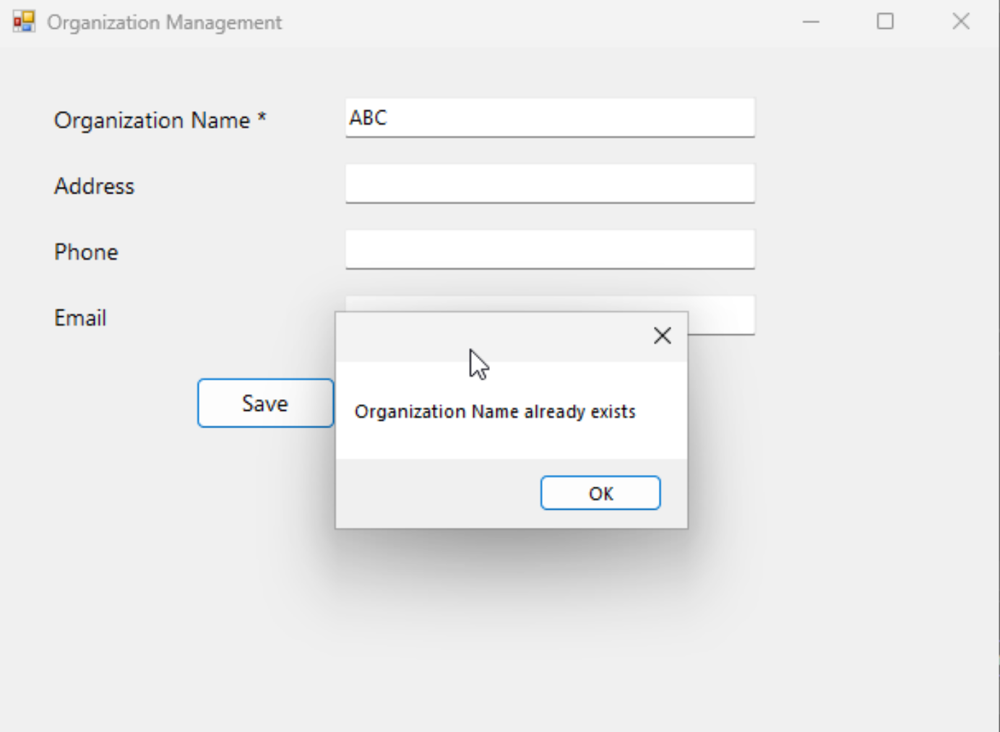 Organization Management
Organization Name *
ABC
Address
Phone
Email
Save
Organization Name already exists
OK